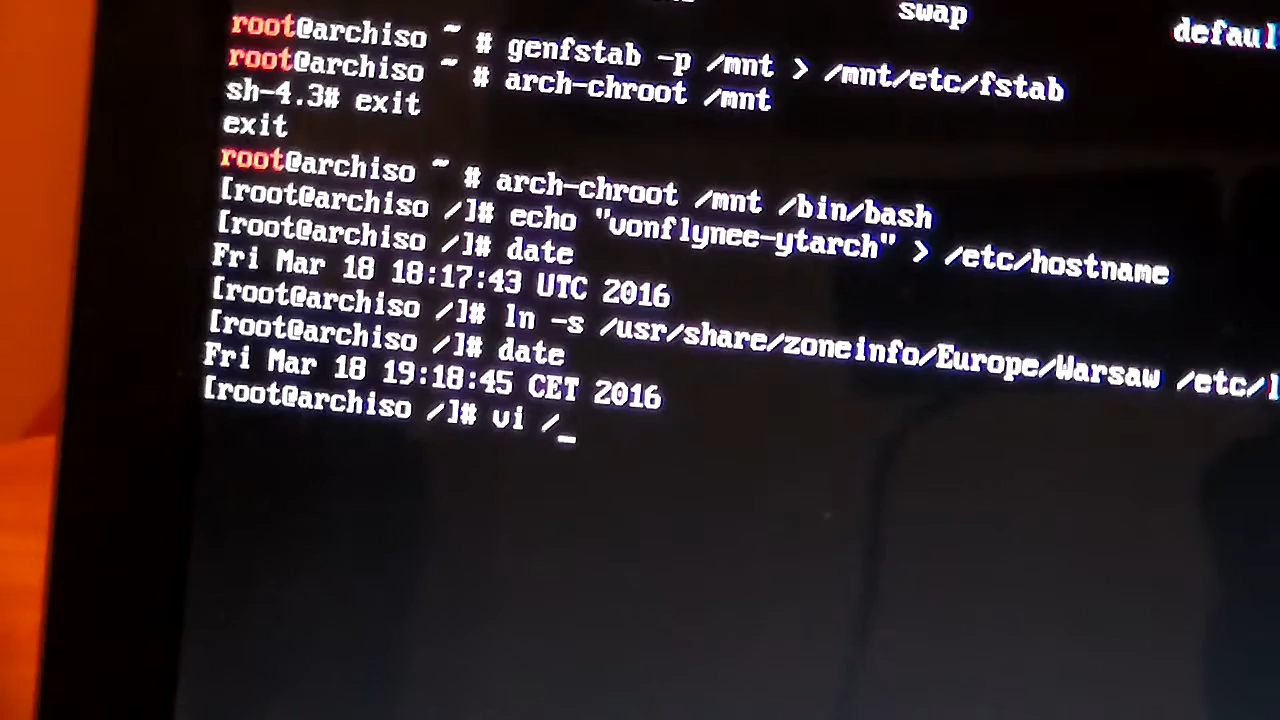 swap
root@archiso ~ # genfstab -p /mnt > /mnt/etc/fstab
root@archiso ~ # arch-chroot /mnt
sh-4.3# exit
exit
root@archiso ~ # arch-chroot /mnt /bin/bash
[root@archiso /]# echo "vonflynee-ytarch" > /etc/hostname
[root@archiso /]# date
Fri Mar 18 18:17:43 UTC 2016
[root@archiso /]# ln -s /usr/share/zoneinfo/Europe/Warsaw /etc/l
[root@archiso /]# date
Fri Mar 18 19:18:45 CET 2016
[root@archiso /]# vi /_